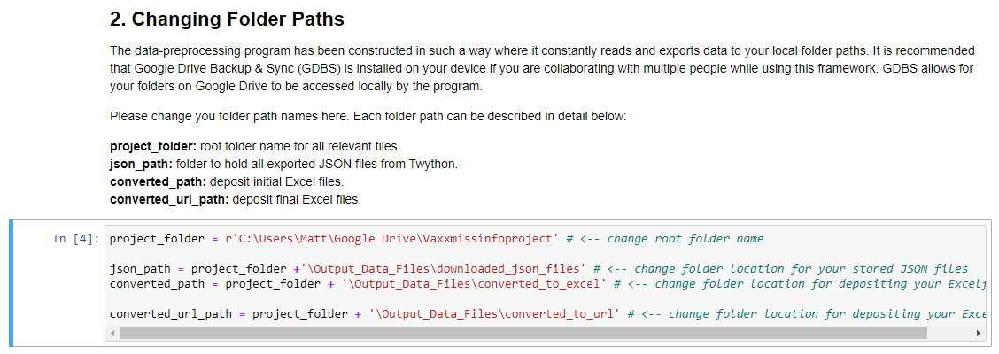 2. Changing Folder Paths
The data-preprocessing program has been constructed in such a way where it constantly reads and exports data to your local folder paths. It is recommended
that Google Drive Backup & Sync (GDBS) is installed on your device if you are collaborating with multiple people while using this framework. GDBS allows for
your folders on Google Drive to be accessed locally by the program.
Please change you folder path names here. Each folder path can be described in detail below:
project_folder: root folder name for all relevant files.
json_path: folder to hold all exported JSON files from Twython.
converted_path: deposit initial Excel files.
converted_url_path: deposit final Excel files.
In [4]: project_folder = r'C:\Users\Matt\Google Drive\Vaxxmissinfoproject' # <-- change root folder name
json_path = project_folder +'\Output_Data_Files\downloaded_json_files' # <-- change folder location for your stored JSON files
converted_path = project_folder + '\Output_Data_Files\converted_to_excel' # <-- change folder location for depositing your Excel
converted_url_path = project_folder + '\Output_Data_Files\converted_to_url' # <-- change folder location for depositing your Exce